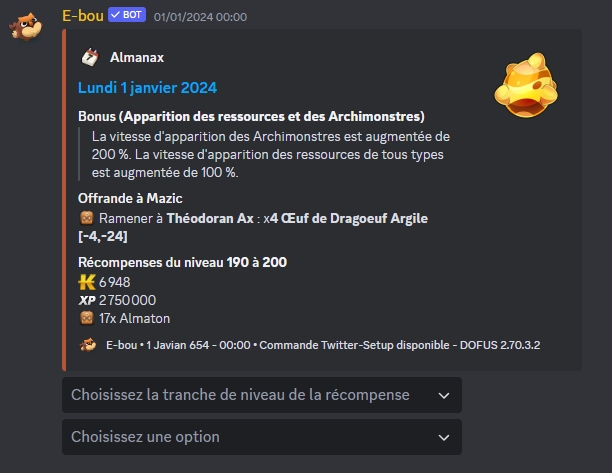 E-bou ✓ BOT 01/01/2024 00:00
Almanax
Lundi 1 janvier 2024
Bonus (Apparition des ressources et des Archimonstres)
La vitesse d'apparition des Archimonstres est augmentée de
200 %. La vitesse d'apparition des ressources de tous types
est augmentée de 100 %.
Offrande à Mazic
Ramener à Théodoran Ax : x4 Œuf de Dragoeuf Argile
[-4,-24]
Récompenses du niveau 190 à 200
K 6 948
XP 2 750 000
17x Almaton
E-bou • 1 Javian 654 - 00:00 • Commande Twitter-Setup disponible - DOFUS 2.70.3.2
Choisissez la tranche de niveau de la récompense
Choisissez une option